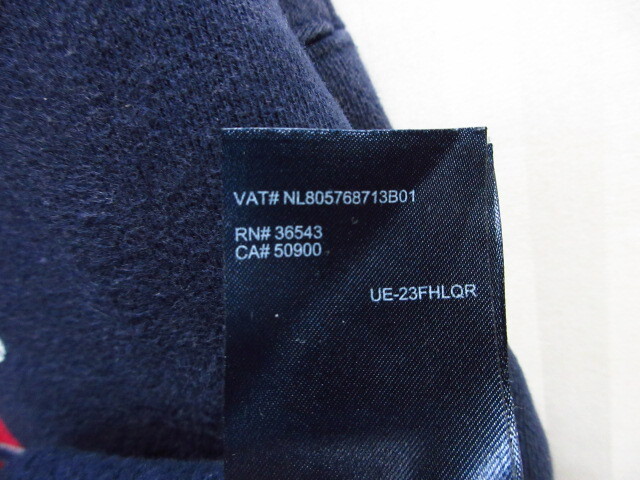 VAT# NL805768713B01
RN# 36543
CA# 50900
UE-23FHLQR